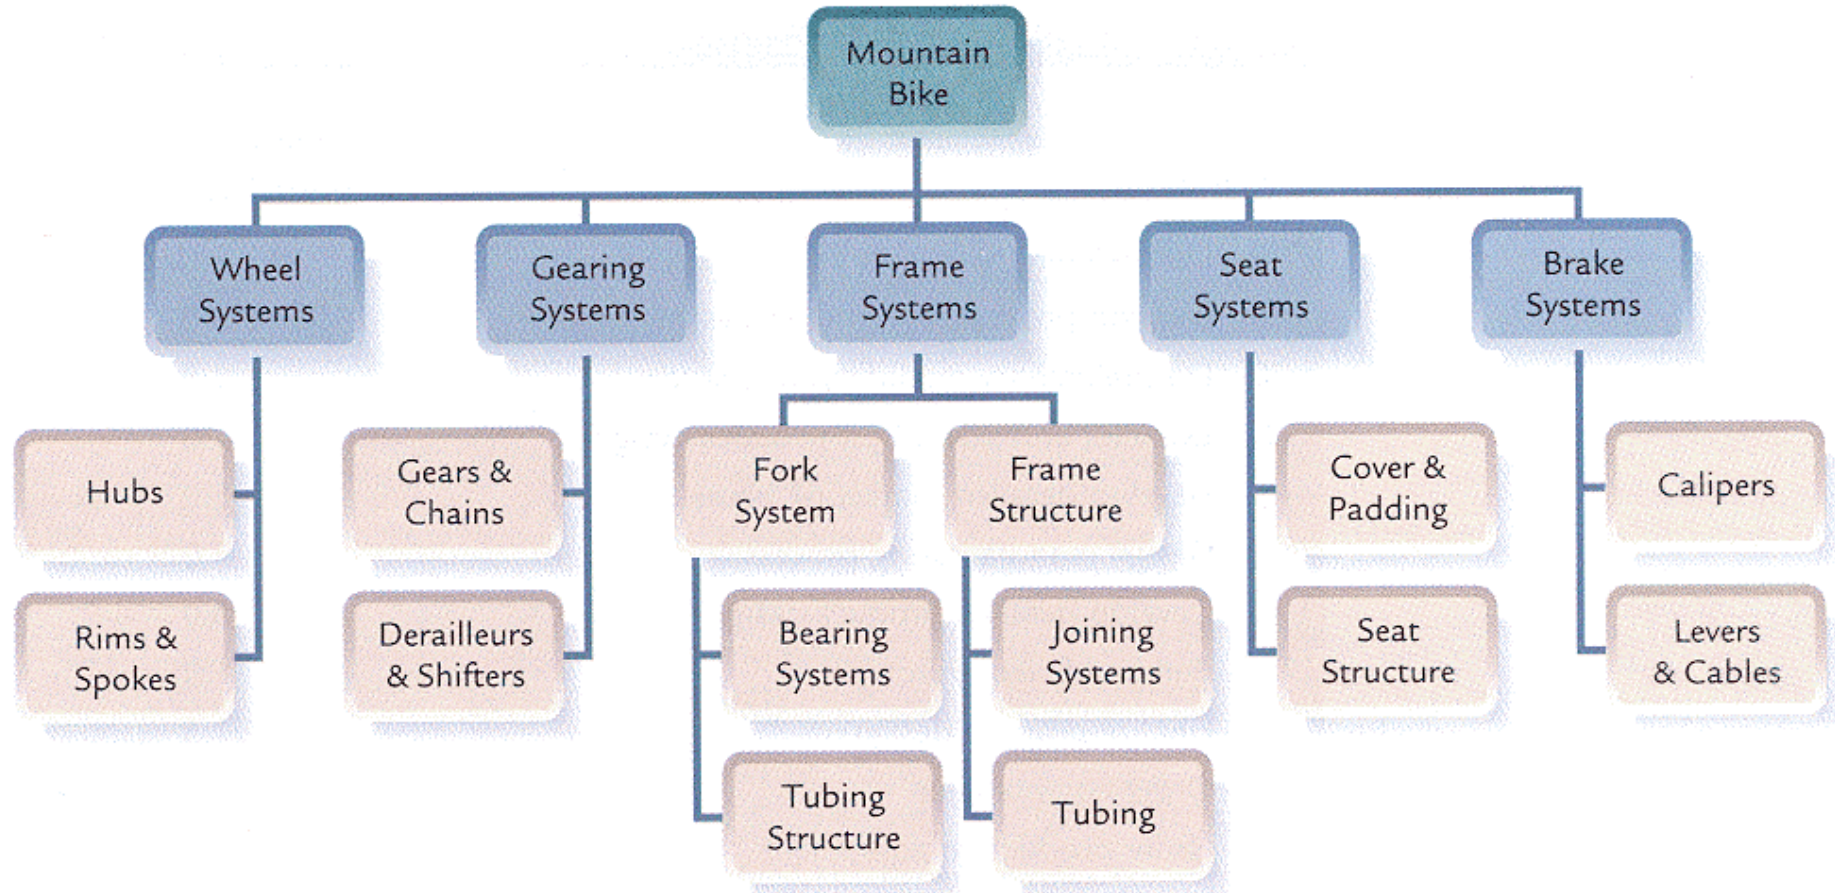 Mountain
Bike
Wheel
Systems
Gearing
Systems
Frame
Systems
Seat
Systems
Brake
Systems
Hubs
Gears &
Chains
Fork
System
Frame
Structure
Cover &
Padding
Calipers
Rims &
Spokes
Derailleurs
& Shifters
Bearing
Systems
Joining
Systems
Seat
Structure
Levers
& Cables
Tubing
Structure
Tubing